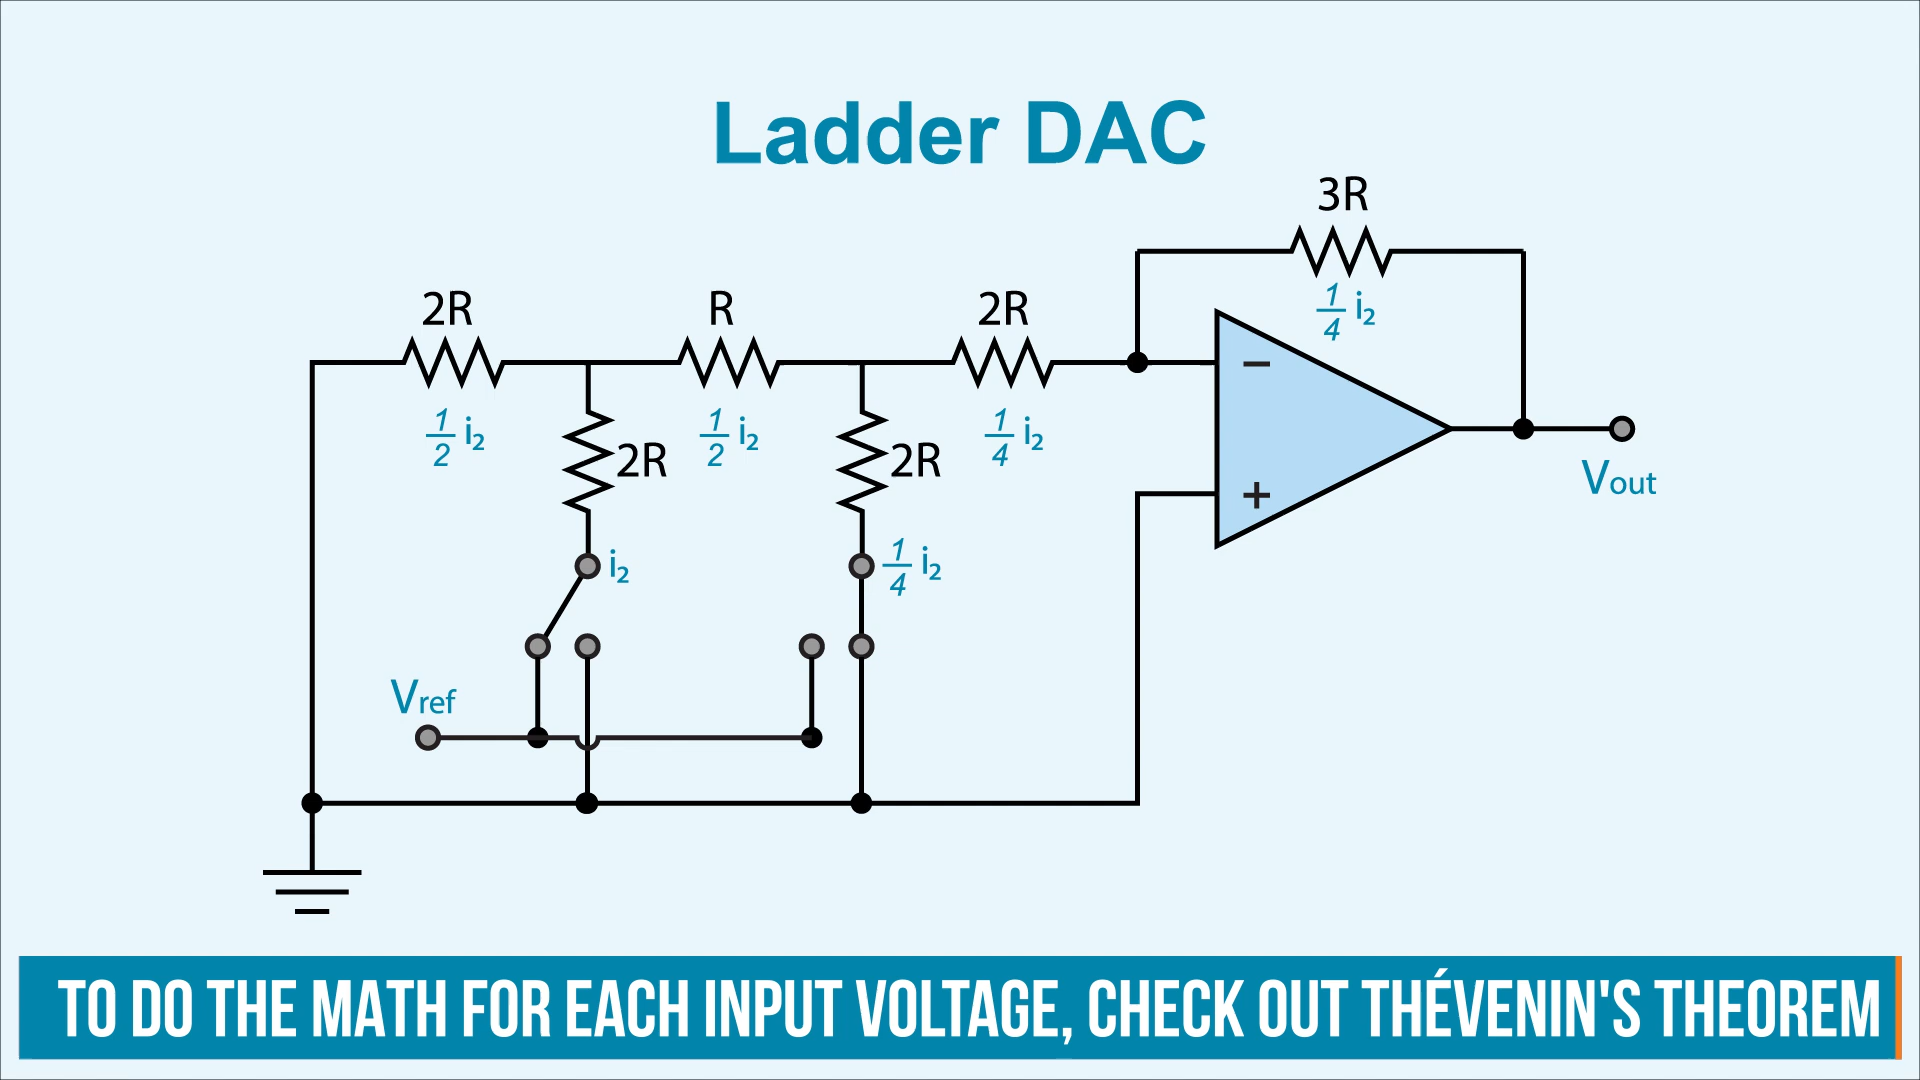 Ladder DAC
3R
1/4 i₂
2R
R
2R
1/2 i₂
1/2 i₂
1/4 i₂
2R
2R
−
+
Vout
i₂
1/4 i₂
Vref
TO DO THE MATH FOR EACH INPUT VOLTAGE, CHECK OUT THÉVENIN'S THEOREM